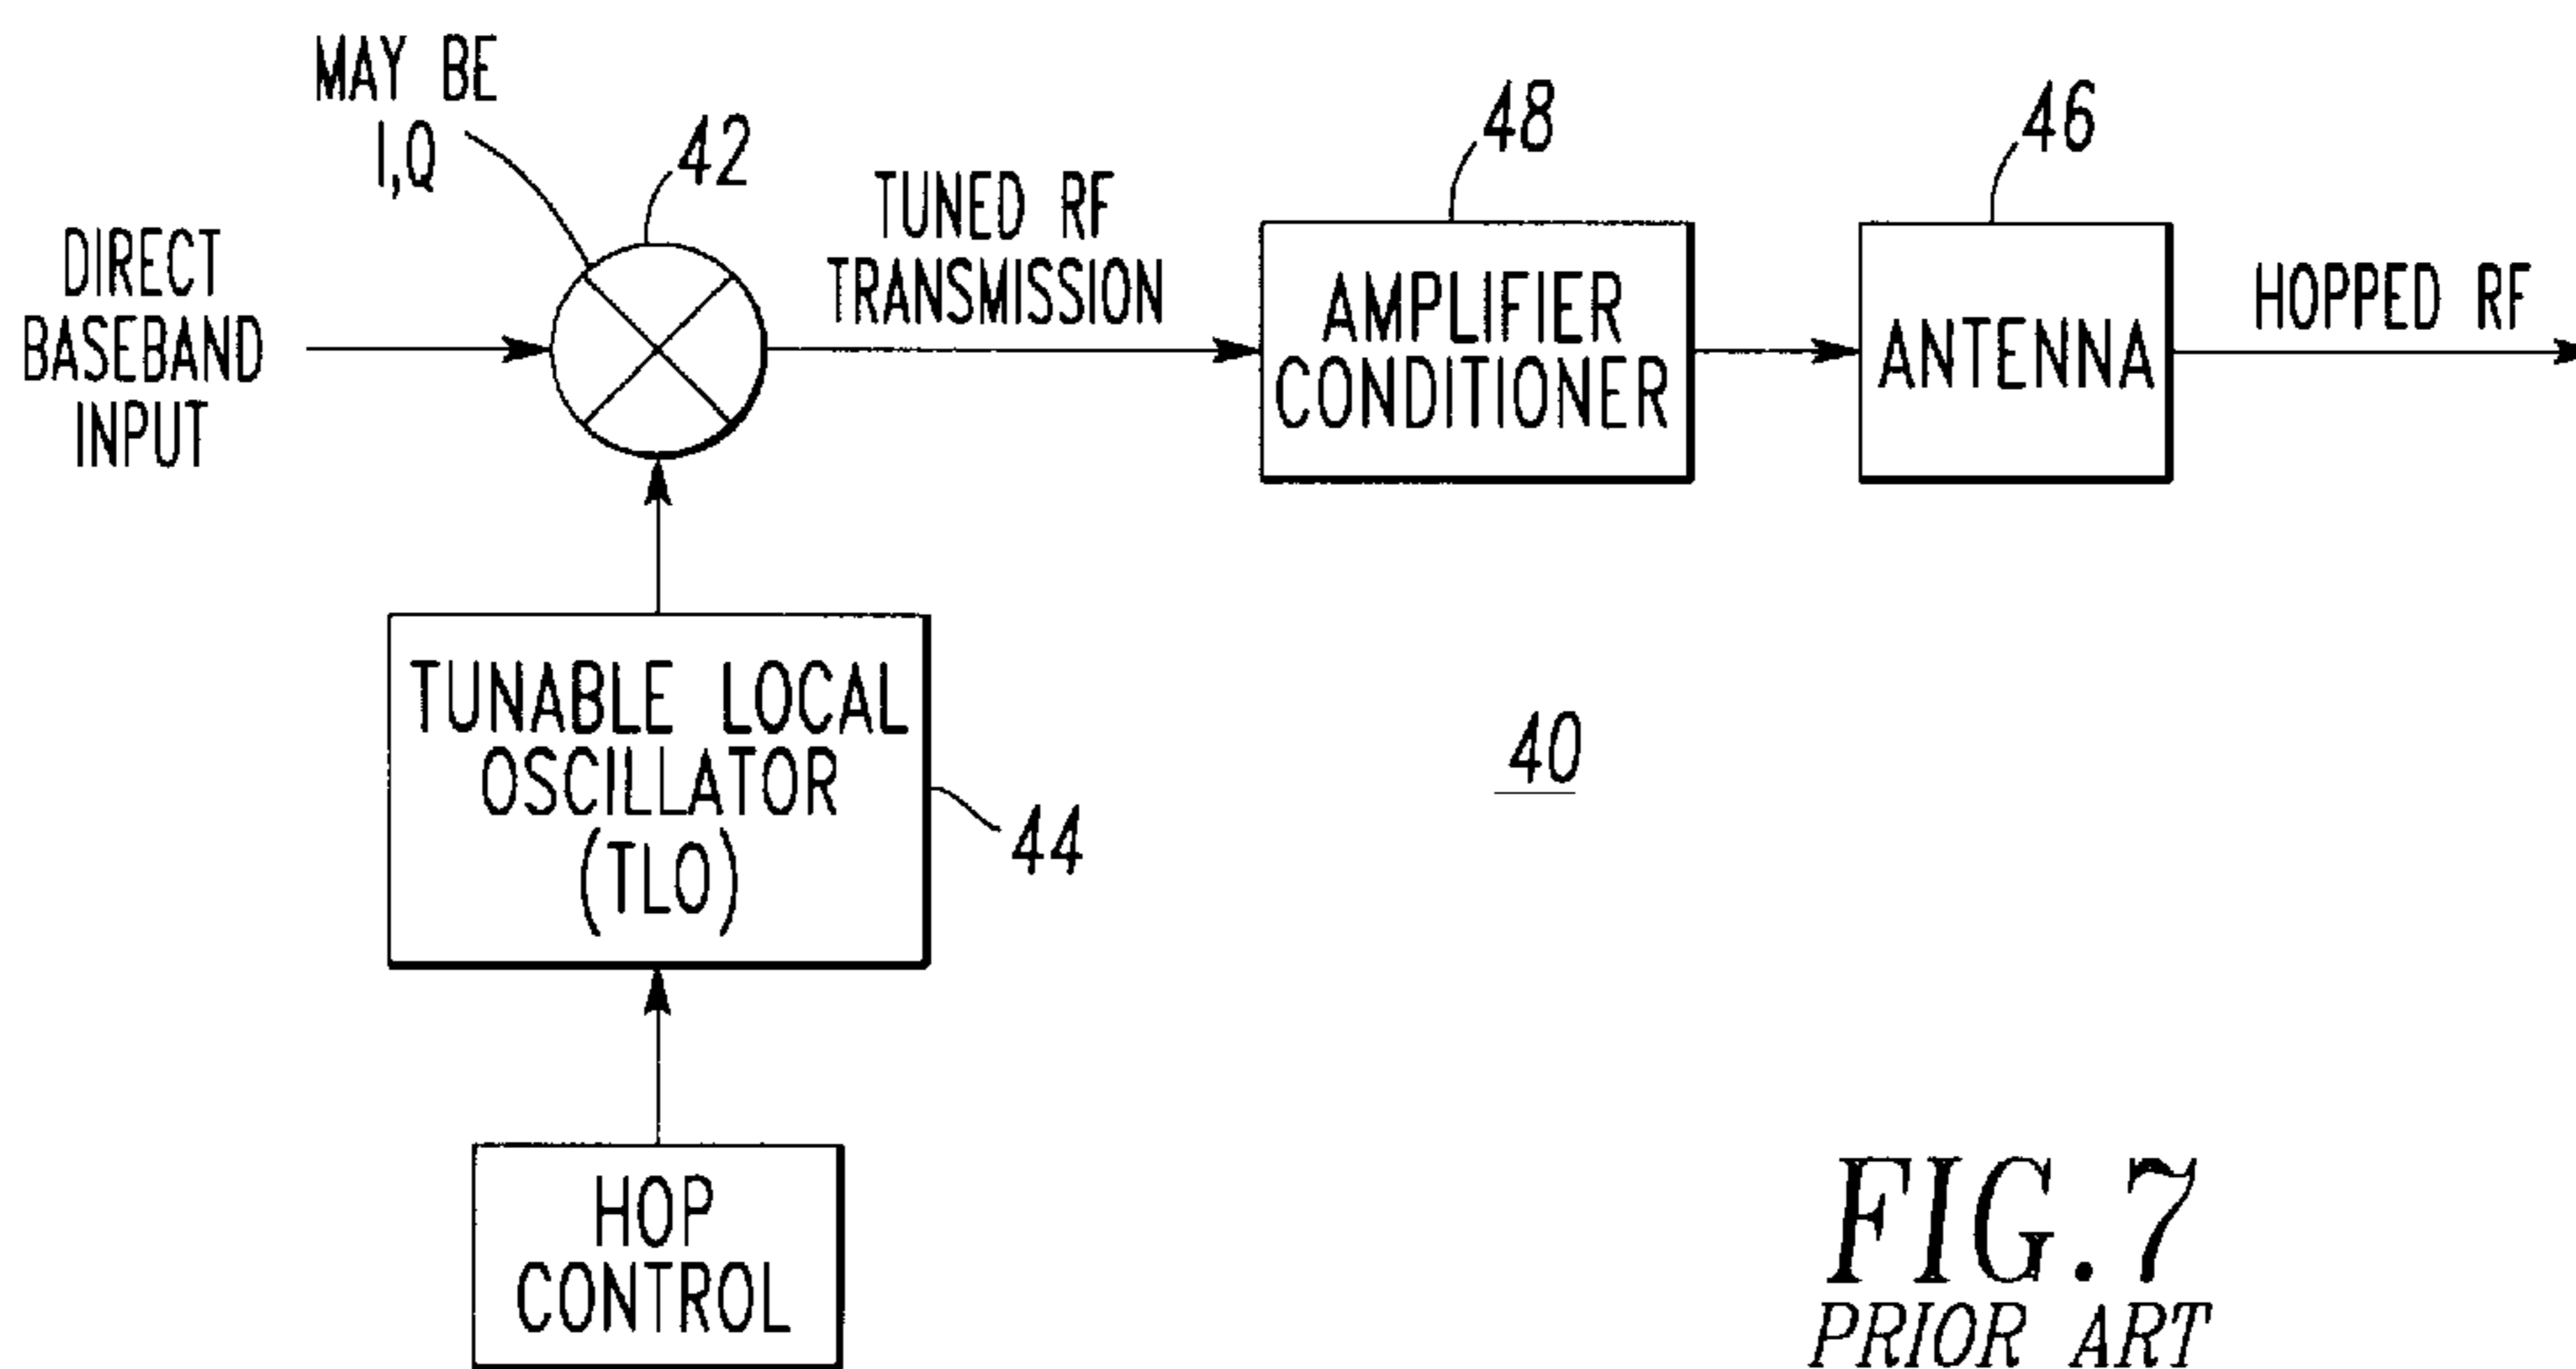 MAY BE
I,Q
42
48
46
DIRECT
BASEBAND
INPUT
TUNED RF
TRANSMISSION
AMPLIFIER
CONDITIONER
ANTENNA
HOPPED RF
TUNABLE LOCAL
OSCILLATOR
(TLO)
44
40
HOP
CONTROL
FIG.7
PRIOR ART